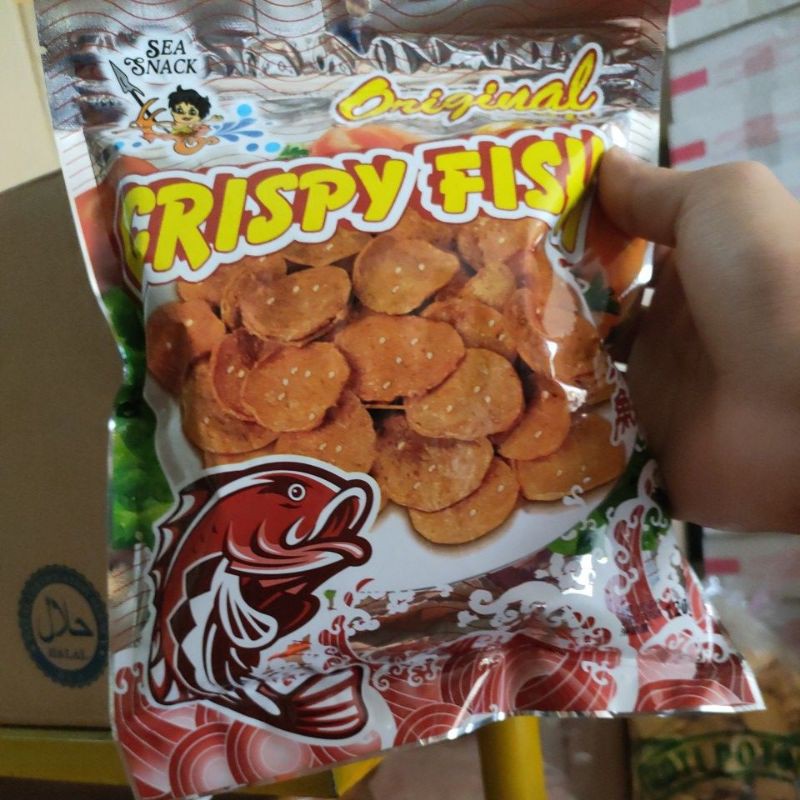 SEA
SNACK
Original
CRISPY FISH
حلال
HALAL